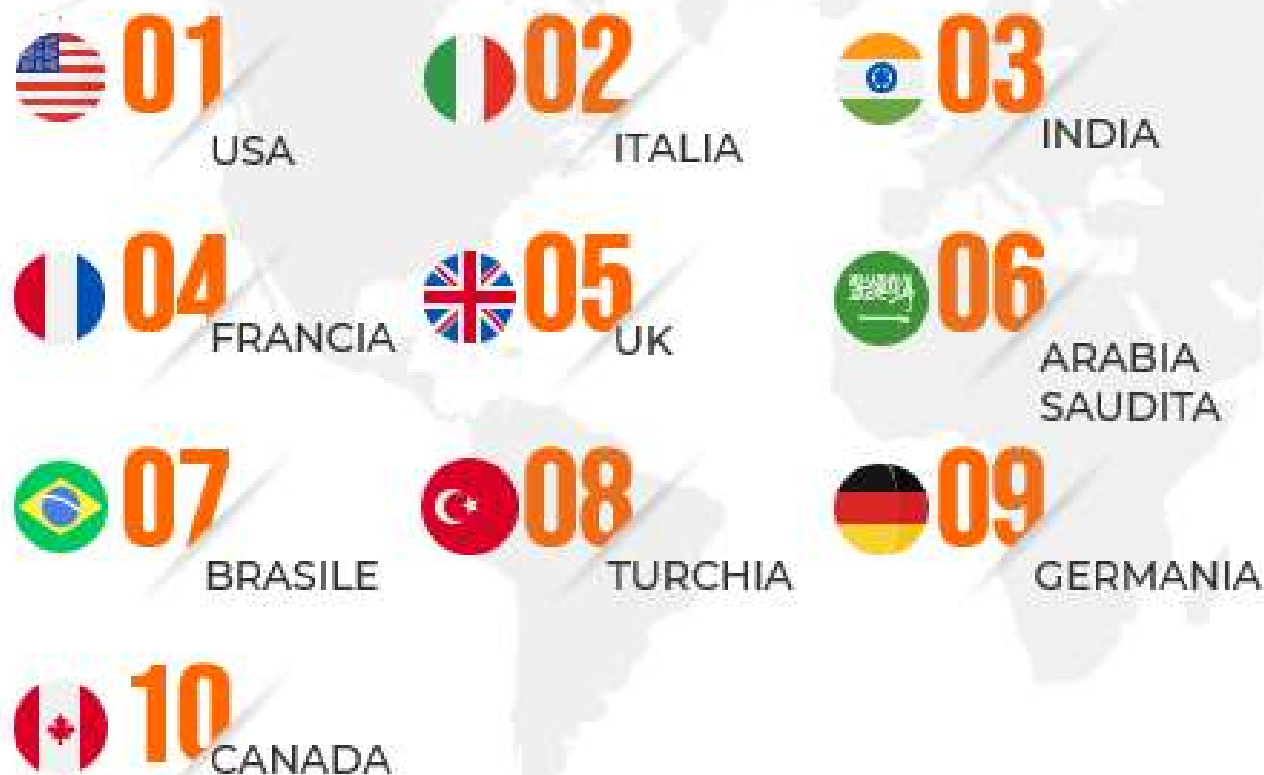 01
USA
02
ITALIA
03
INDIA
04
FRANCIA
05
UK
06
ARABIA
SAUDITA
07
BRASILE
08
TURCHIA
09
GERMANIA
10
CANADA